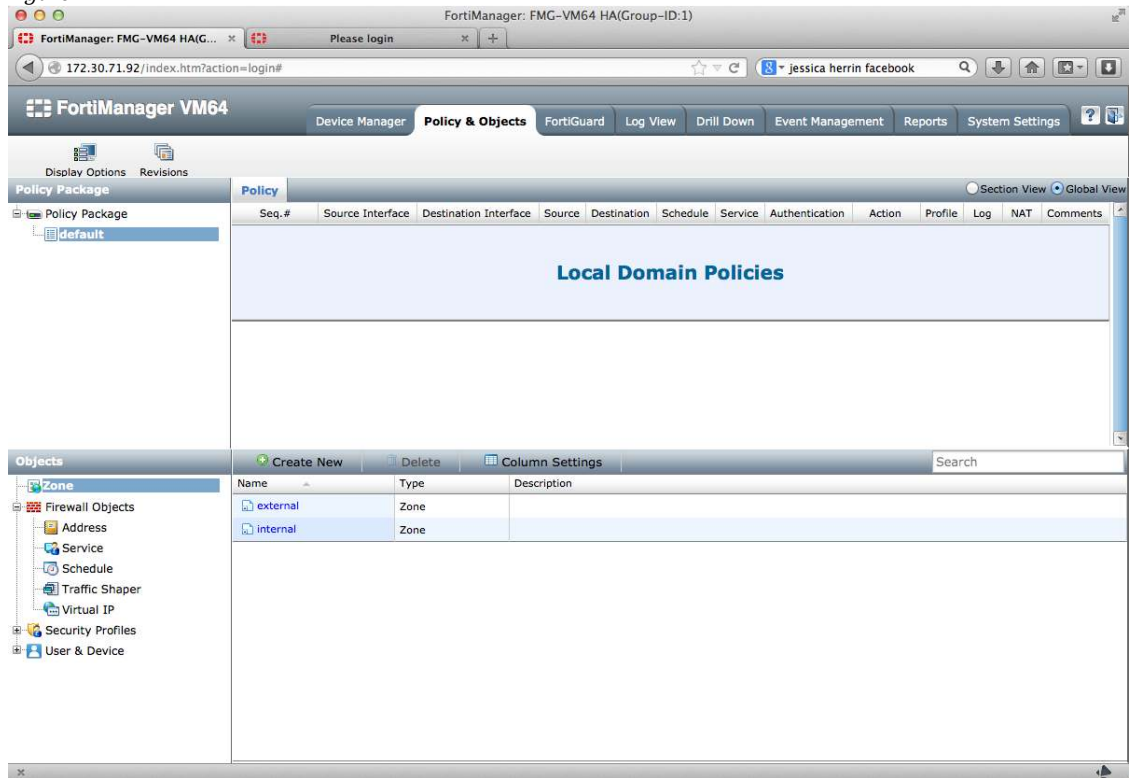 FortiManager: FMG-VM64 HA(Group-ID:1)
FortiManager: FMG-VM64 HA(G...
Please login
172.30.71.92/index.htm?action=login#
jessica herrin facebook
FortiManager VM64
Device Manager Policy & Objects FortiGuard Log View Drill Down Event Management Reports System Settings
Display Options Revisions
Policy Package
Policy
Section View Global View
Policy Package
default
Seq.# Source Interface Destination Interface Source Destination Schedule Service Authentication Action Profile Log NAT Comments
Local Domain Policies
Objects
Create New Delete Column Settings
Search
Zone
Firewall Objects
Address
Service
Schedule
Traffic Shaper
Virtual IP
Security Profiles
User & Device
Name Type Description
external Zone
internal Zone